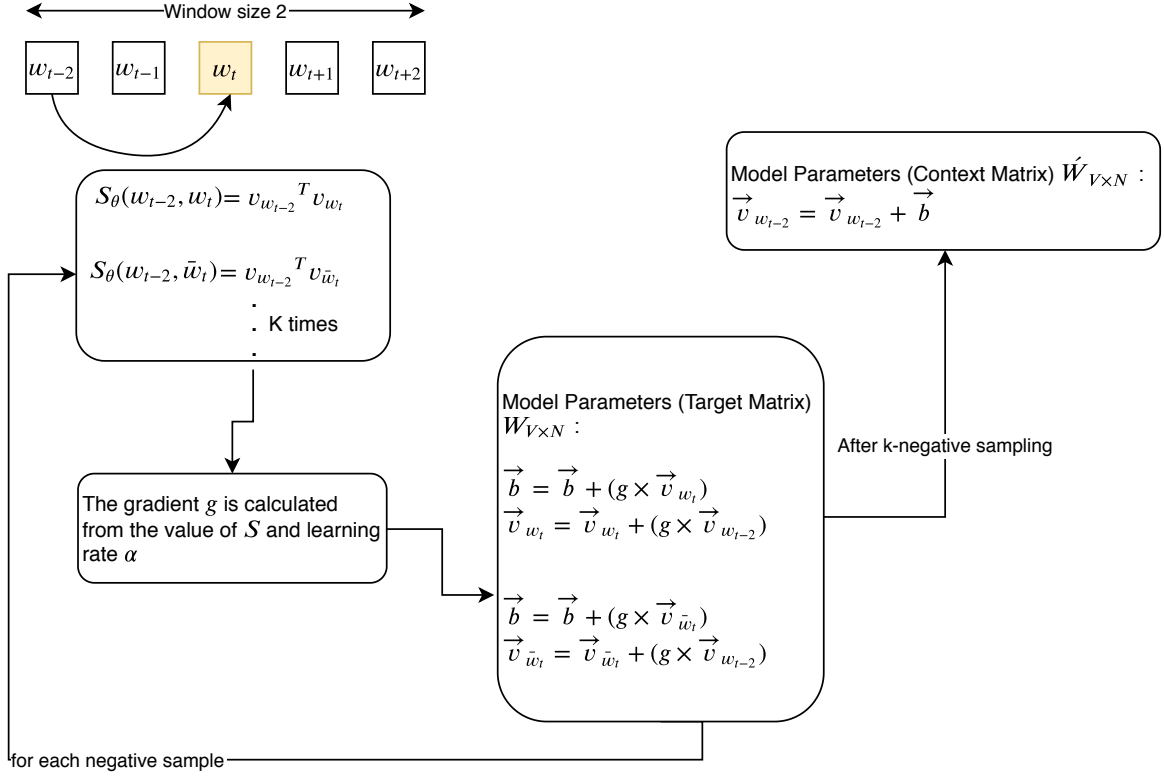 Window size 2
w_{t-2} w_{t-1} w_t w_{t+1} w_{t+2}
S_θ(w_{t-2}, w_t) = v_{w_{t-2}}^T v_{w_t}
S_θ(w_{t-2}, w̄_t) = v_{w_{t-2}}^T v_{w̄_t}
.
. K times
.
The gradient g is calculated
from the value of S and learning
rate α
Model Parameters (Target Matrix)
W_{V×N} :
b⃗ = b⃗ + (g × v⃗_{w_t})
v⃗_{w_t} = v⃗_{w_t} + (g × v⃗_{w_{t-2}})
b⃗ = b⃗ + (g × v⃗_{w̄_t})
v⃗_{w̄_t} = v⃗_{w̄_t} + (g × v⃗_{w_{t-2}})
for each negative sample
After k-negative sampling
Model Parameters (Context Matrix) Ẃ_{V×N} :
v⃗_{w_{t-2}} = v⃗_{w_{t-2}} + b⃗